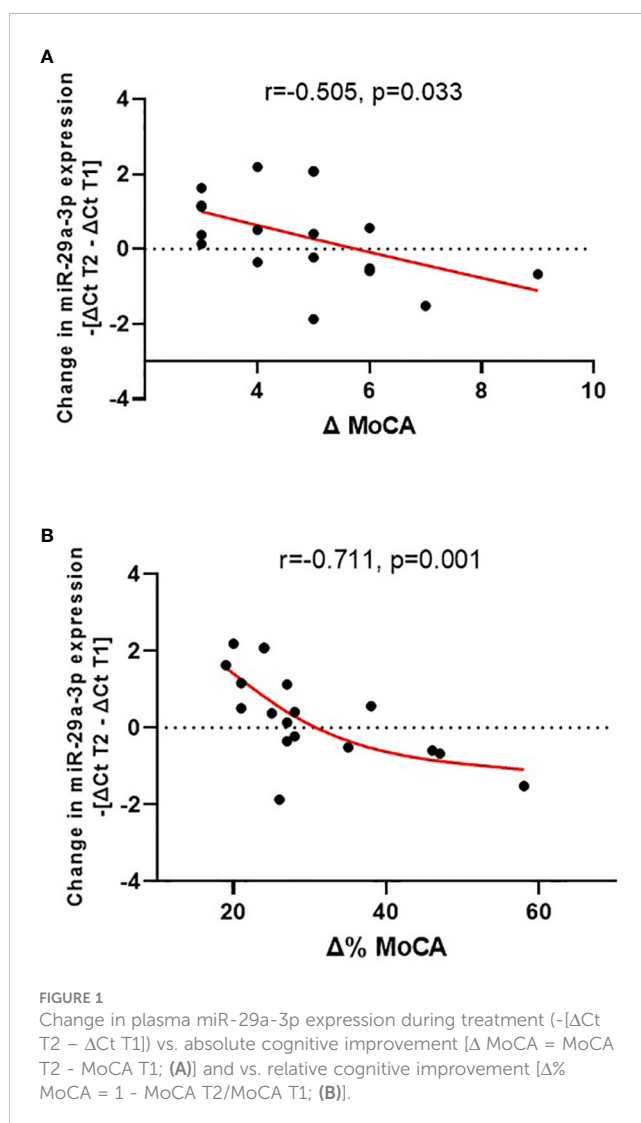 A
r=-0.505, p=0.033
Change in miR-29a-3p expression
-[ΔCt T2 - ΔCt T1]
4
2
0
-2
-4
4 6 8 10
Δ MoCA
B
r=-0.711, p=0.001
Change in miR-29a-3p expression
-[ΔCt T2 - ΔCt T1]
4
2
0
-2
-4
20 40 60
Δ% MoCA
FIGURE 1
Change in plasma miR-29a-3p expression during treatment (-[ΔCt
T2 – ΔCt T1]) vs. absolute cognitive improvement [Δ MoCA = MoCA
T2 - MoCA T1; (A)] and vs. relative cognitive improvement [Δ%
MoCA = 1 - MoCA T2/MoCA T1; (B)].